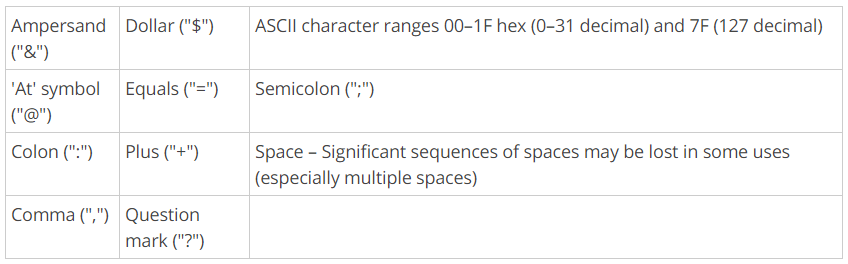 Ampersand ("&")
Dollar ("$")
ASCII character ranges 00–1F hex (0–31 decimal) and 7F (127 decimal)
'At' symbol ("@")
Equals ("=")
Semicolon (";")
Colon (":")
Plus ("+")
Space – Significant sequences of spaces may be lost in some uses
(especially multiple spaces)
Comma (",")
Question
mark ("?")